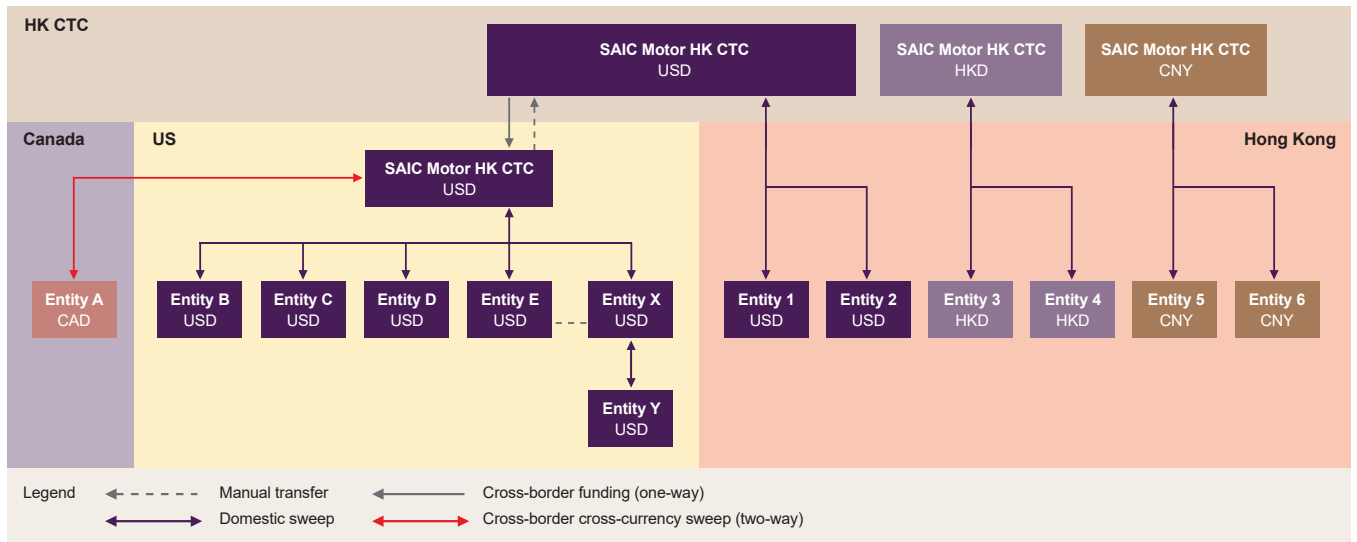 HK CTC
SAIC Motor HK CTC
USD
SAIC Motor HK CTC
HKD
SAIC Motor HK CTC
CNY
Canada
US
Hong Kong
SAIC Motor HK CTC
USD
Entity A
CAD
Entity B
USD
Entity C
USD
Entity D
USD
Entity E
USD
Entity X
USD
Entity 1
USD
Entity 2
USD
Entity 3
HKD
Entity 4
HKD
Entity 5
CNY
Entity 6
CNY
Entity Y
USD
Legend
Manual transfer
Cross-border funding (one-way)
Domestic sweep
Cross-border cross-currency sweep (two-way)